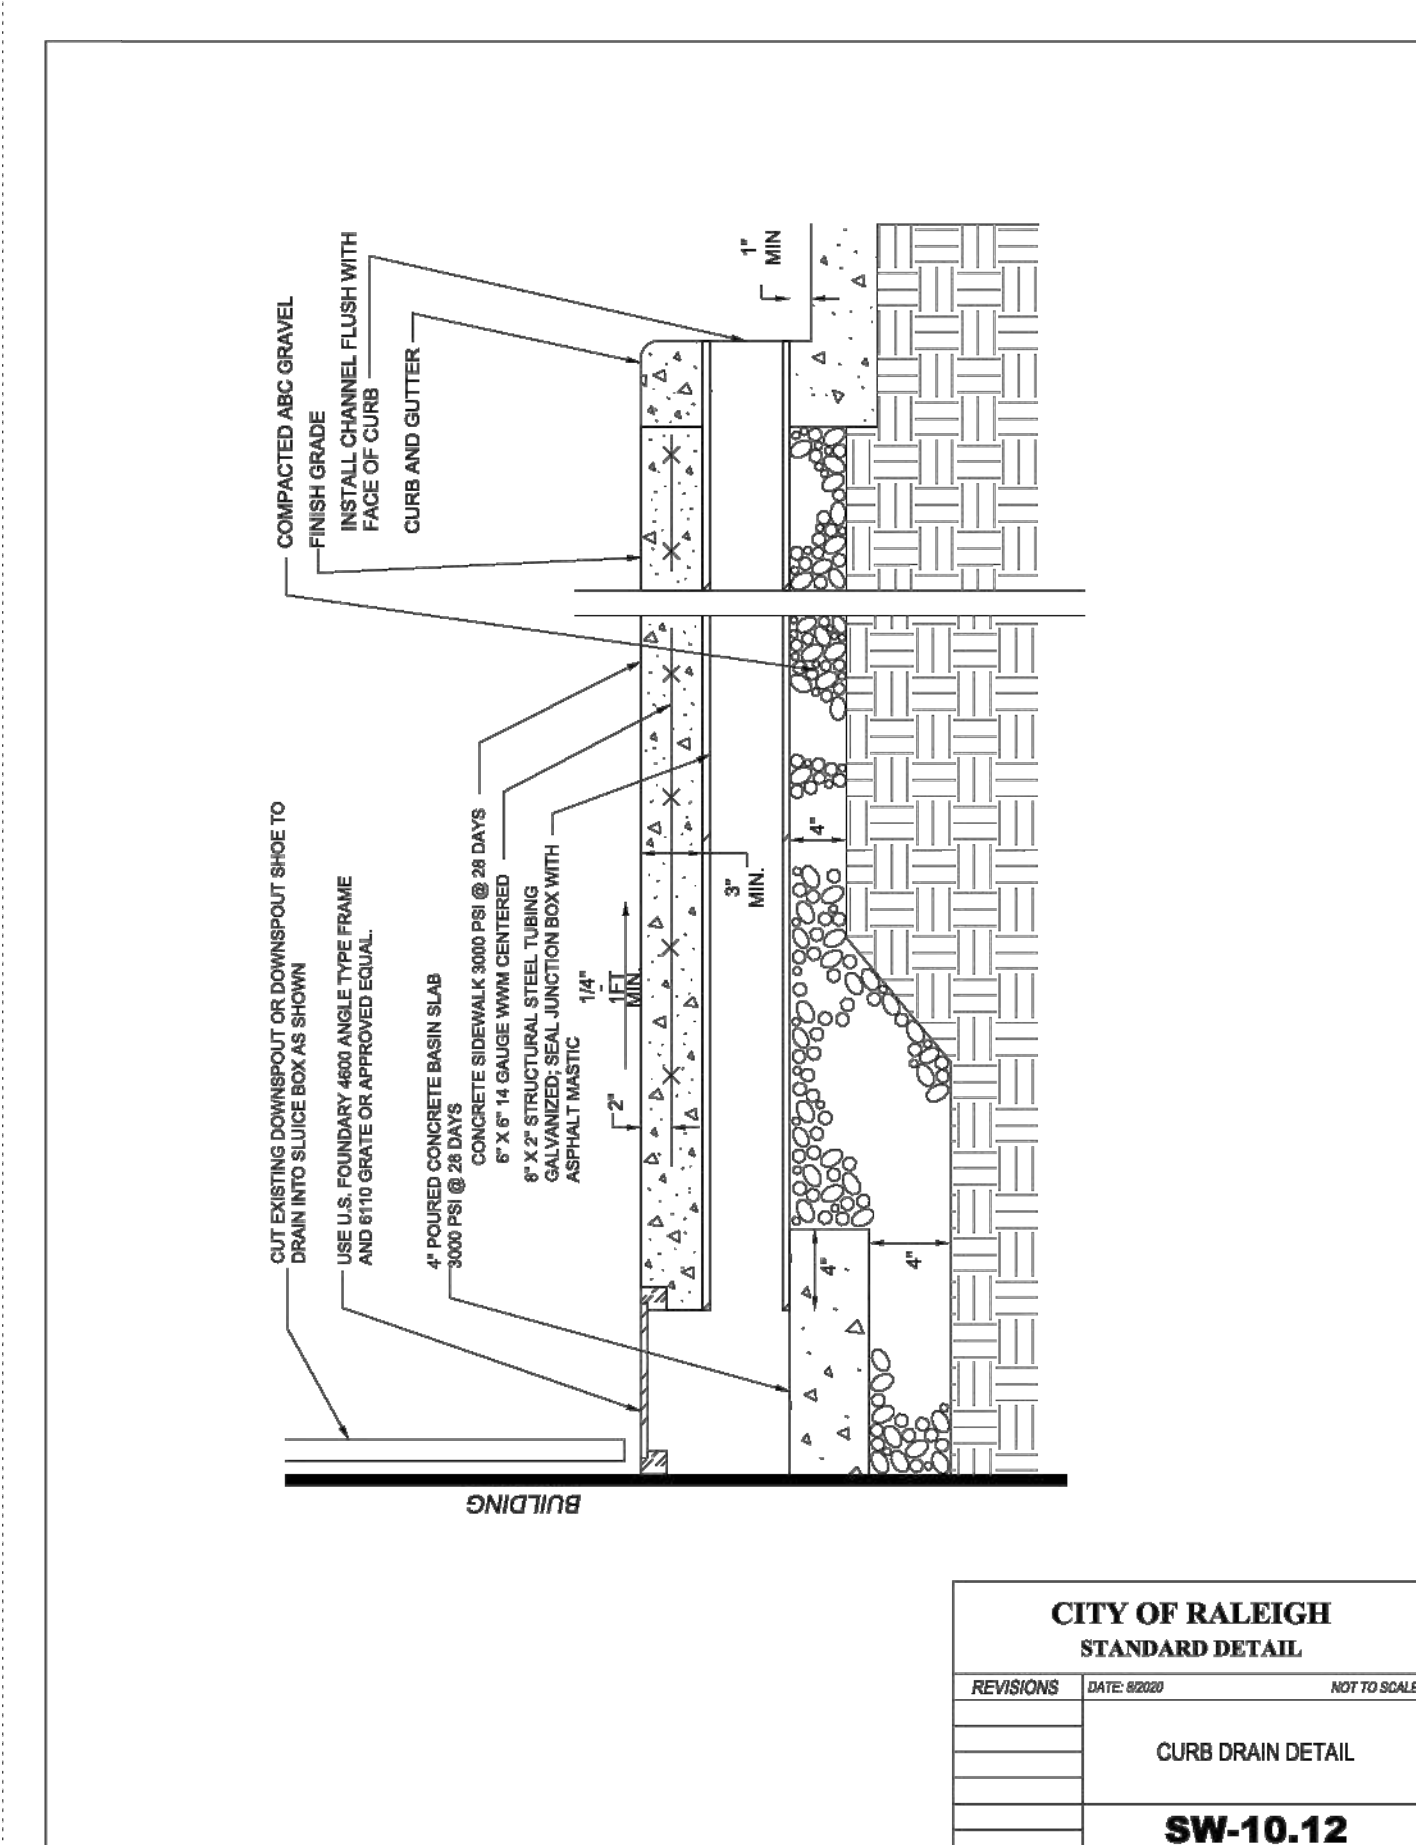 COMPACTED ABC GRAVEL
FINISH GRADE
INSTALL CHANNEL FLUSH WITH
FACE OF CURB
CURB AND GUTTER
1"
MIN
CUT EXISTING DOWNSPOUT OR DOWNSPOUT SHOE TO
DRAIN INTO SLUICE BOX AS SHOWN
USE U.S. FOUNDARY 4600 ANGLE TYPE FRAME
AND 6110 GRATE OR APPROVED EQUAL.
4" POURED CONCRETE BASIN SLAB
3000 PSI @ 28 DAYS
CONCRETE SIDEWALK 3000 PSI @ 28 DAYS
6" X 6" 14 GAUGE WWM CENTERED
8" X 2" STRUCTURAL STEEL TUBING
GALVANIZED; SEAL JUNCTION BOX WITH
ASPHALT MASTIC
1/4"
1FT
MIN.
2"
3"
MIN.
4"
4"
4"
BUILDING
CITY OF RALEIGH
STANDARD DETAIL
REVISIONS
DATE: 8/2020
NOT TO SCALE
CURB DRAIN DETAIL
SW-10.12